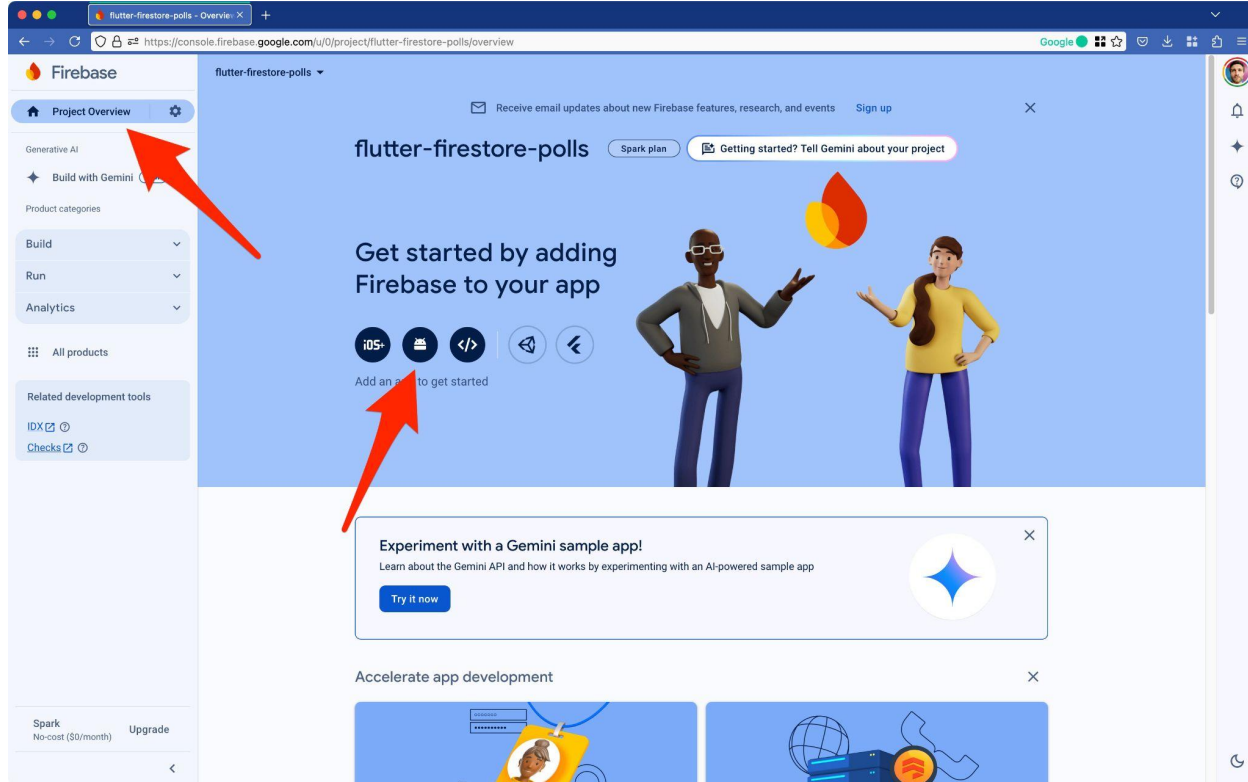 flutter-firestore-polls - Overview
https://console.firebase.google.com/u/0/project/flutter-firestore-polls/overview
Google
Firebase
flutter-firestore-polls
Project Overview
Receive email updates about new Firebase features, research, and events Sign up
flutter-firestore-polls
Spark plan
Getting started? Tell Gemini about your project
Generative AI
Build with Gemini
Product categories
Build
Run
Analytics
All products
Related development tools
IDX
Checks
Get started by adding
Firebase to your app
iOS+
</>
Add an to get started
Experiment with a Gemini sample app!
Learn about the Gemini API and how it works by experimenting with an AI-powered sample app
Try it now
Accelerate app development
Spark
No-cost ($0/month)
Upgrade